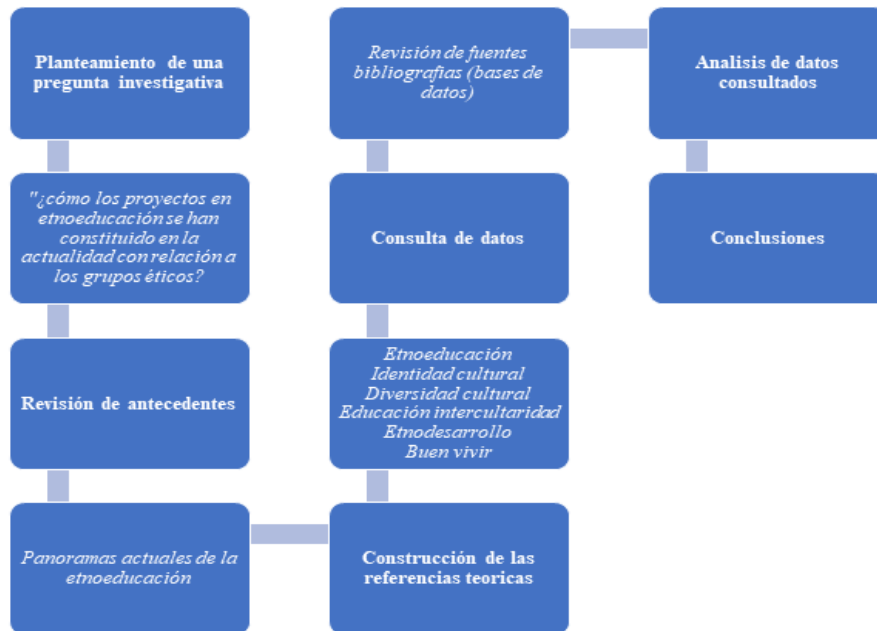 Planteamiento de una
pregunta investigativa
"¿cómo los proyectos en
etnoeducación se han
constituido en la
actualidad con relación a
los grupos éticos?
Revisión de antecedentes
Panoramas actuales de la
etnoeducación
Construcción de las
referencias teoricas
Etnoeducación
Identidad cultural
Diversidad cultural
Educación intercultaridad
Etnodesarrollo
Buen vivir
Consulta de datos
Revisión de fuentes
bibliografias (bases de
datos)
Analisis de datos
consultados
Conclusiones